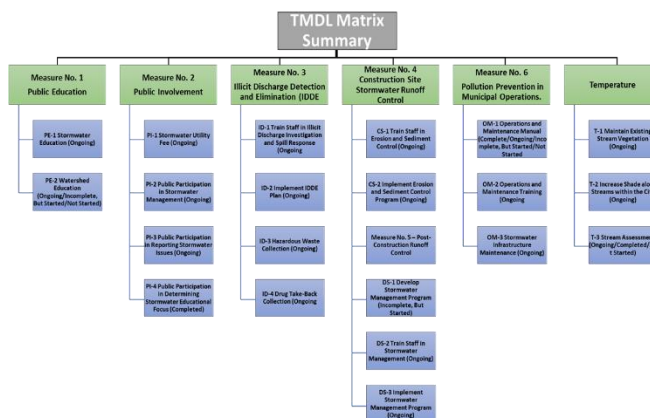 TMDL Matrix
Summary
Measure No. 1
Public Education
PE-1 Stormwater
Education (Ongoing)
PE-2 Watershed
Education
(Ongoing/Incomplete,
But Started/Not Started)
Measure No. 2
Public Involvement
PI-1 Stormwater Utility
Fee (Ongoing)
PI-2 Public Participation
in Stormwater
Management (Ongoing)
PI-3 Public Participation
in Reporting Stormwater
Issues (Ongoing)
PI-4 Public Participation
in Determining
Stormwater Educational
Focus (Completed)
Measure No. 3
Illicit Discharge Detection
and Elimination (IDDE
ID-1 Train Staff in Illicit
Discharge Investigation
and Spill Response
(Ongoing
ID-2 Implement IDDE
Plan (Ongoing)
ID-3 Hazardous Waste
Collection (Ongoing)
ID-4 Drug Take-Back
Collection (Ongoing
Measure No. 4
Construction Site
Stormwater Runoff
Control
CS-1 Train Staff in
Erosion and Sediment
Control (Ongoing)
CS-2 Implement Erosion
and Sediment Control
Program (Ongoing)
Measure No. 5 – Post-
Construction Runoff
Control
DS-1 Develop
Stormwater
Management Program
(Incomplete, But
Started)
DS-2 Train Staff in
Stormwater
Management (Ongoing)
DS-3 Implement
Stormwater
Management Program
(Ongoing)
Measure No. 6
Pollution Prevention in
Municipal Operations.
OM-1 Operations and
Maintenance Manual
(Complete/Ongoing/Inco
mplete, But Started/Not
Started
OM-2 Operations and
Maintenance Training
(Ongoing
OM-3 Stormwater
Infrastructure
Maintenance (Ongoing)
Temperature
T-1 Maintain Existing
Stream Vegetation
(Ongoing)
T-2 Increase Shade alo
Streams within the Ci
(Ongoing)
T-3 Stream Assessment
(Ongoing/Completed/
t Started)